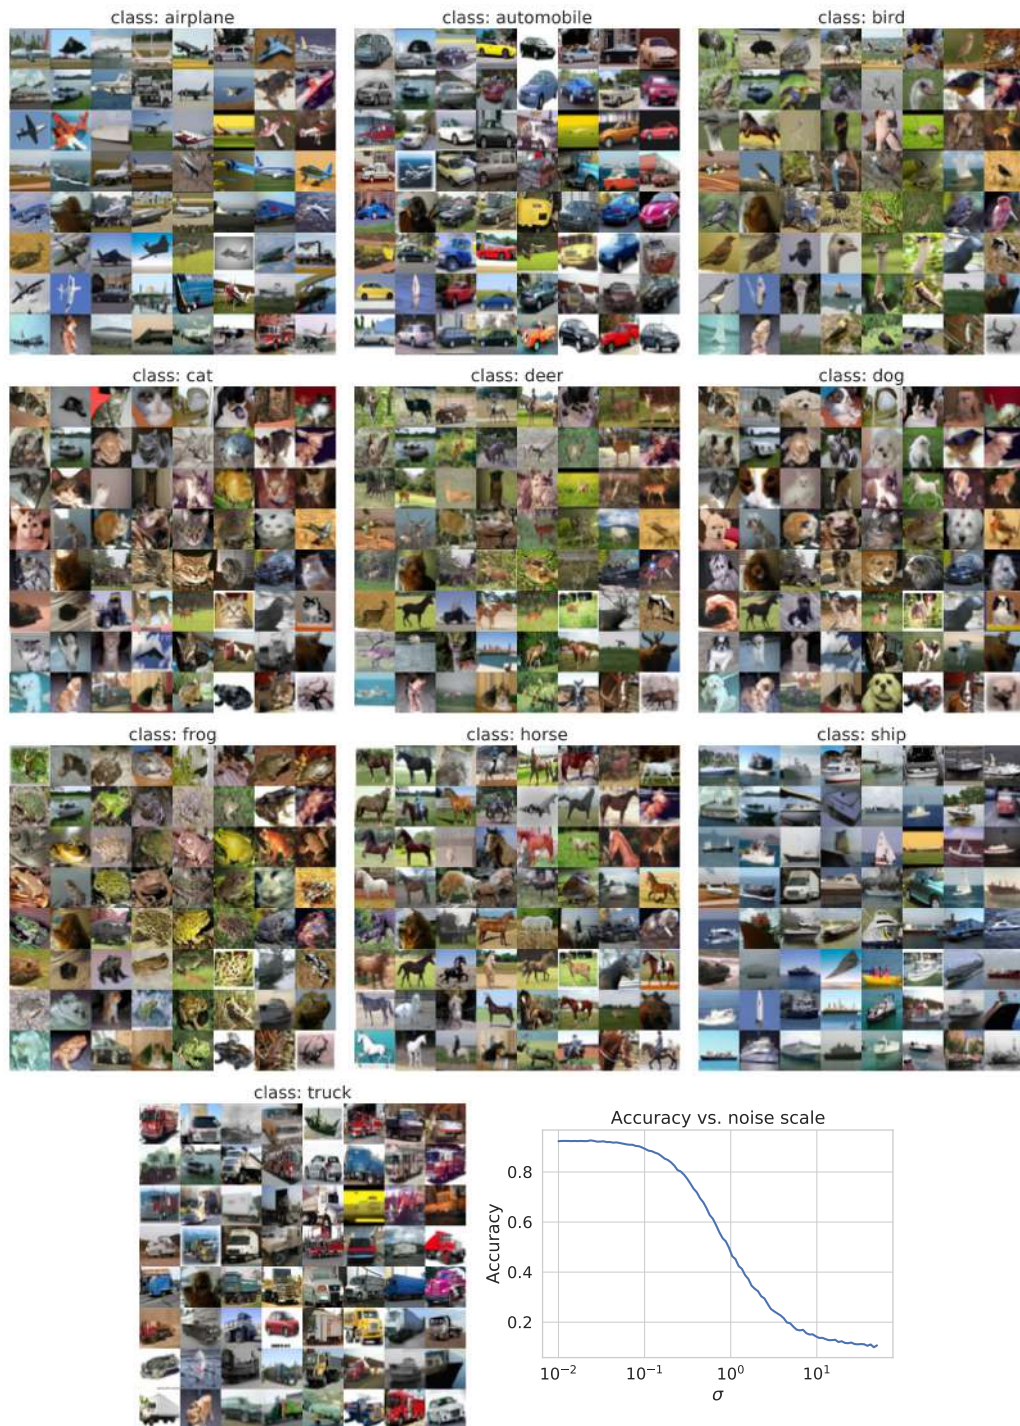 class: airplane
class: automobile
class: bird
class: cat
class: deer
class: dog
class: frog
class: horse
class: ship
class: truck
Accuracy vs. noise scale
Accuracy
0.8
0.6
0.4
0.2
10⁻² 10⁻¹ 10⁰ 10¹
σ